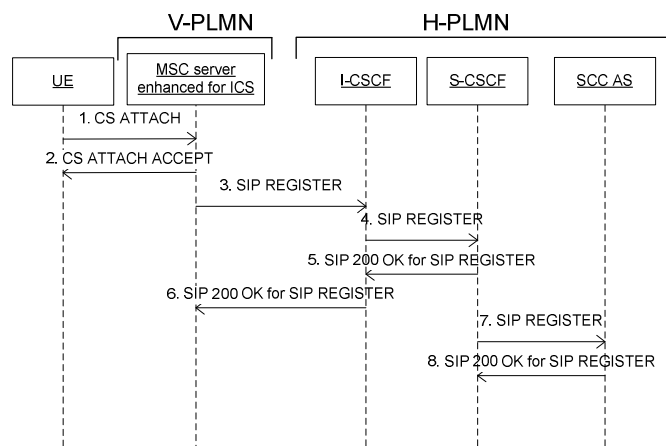 V-PLMN
H-PLMN
UE
MSC server
enhanced for ICS
I-CSCF
S-CSCF
SCC AS
1. CS ATTACH
2. CS ATTACH ACCEPT
3. SIP REGISTER
4. SIP REGISTER
5. SIP 200 OK for SIP REGISTER
6. SIP 200 OK for SIP REGISTER
7. SIP REGISTER
8. SIP 200 OK for SIP REGISTER